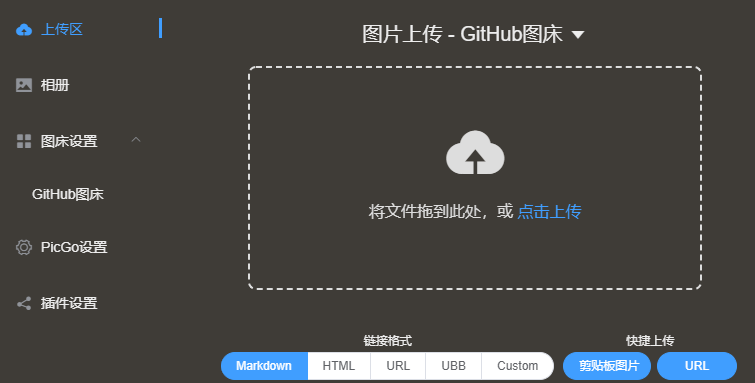 上传区
相册
图床设置
GitHub图床
PicGo设置
插件设置
图片上传 - GitHub图床
将文件拖到此处，或 点击上传
链接格式
Markdown HTML URL UBB Custom
快捷上传
剪贴板图片 URL